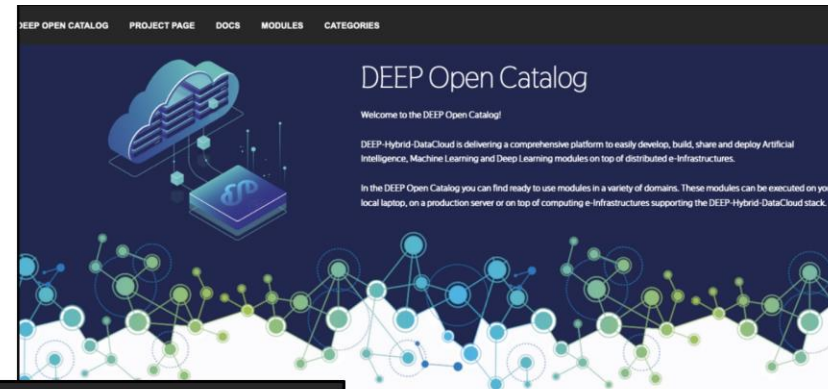 DEEP OPEN CATALOG PROJECT PAGE DOCS MODULES CATEGORIES
DEEP Open Catalog
Welcome to the DEEP Open Catalog!
DEEP-Hybrid-DataCloud is delivering a comprehensive platform to easily develop, build, share and deploy Artificial
Intelligence, Machine Learning and Deep Learning modules on top of distributed e-Infrastructures.
In the DEEP Open Catalog you can find ready to use modules in a variety of domains. These modules can be executed on
local laptop, on a production server or on top of computing e-Infrastructures supporting the DEEP-Hybrid-DataCloud stack.